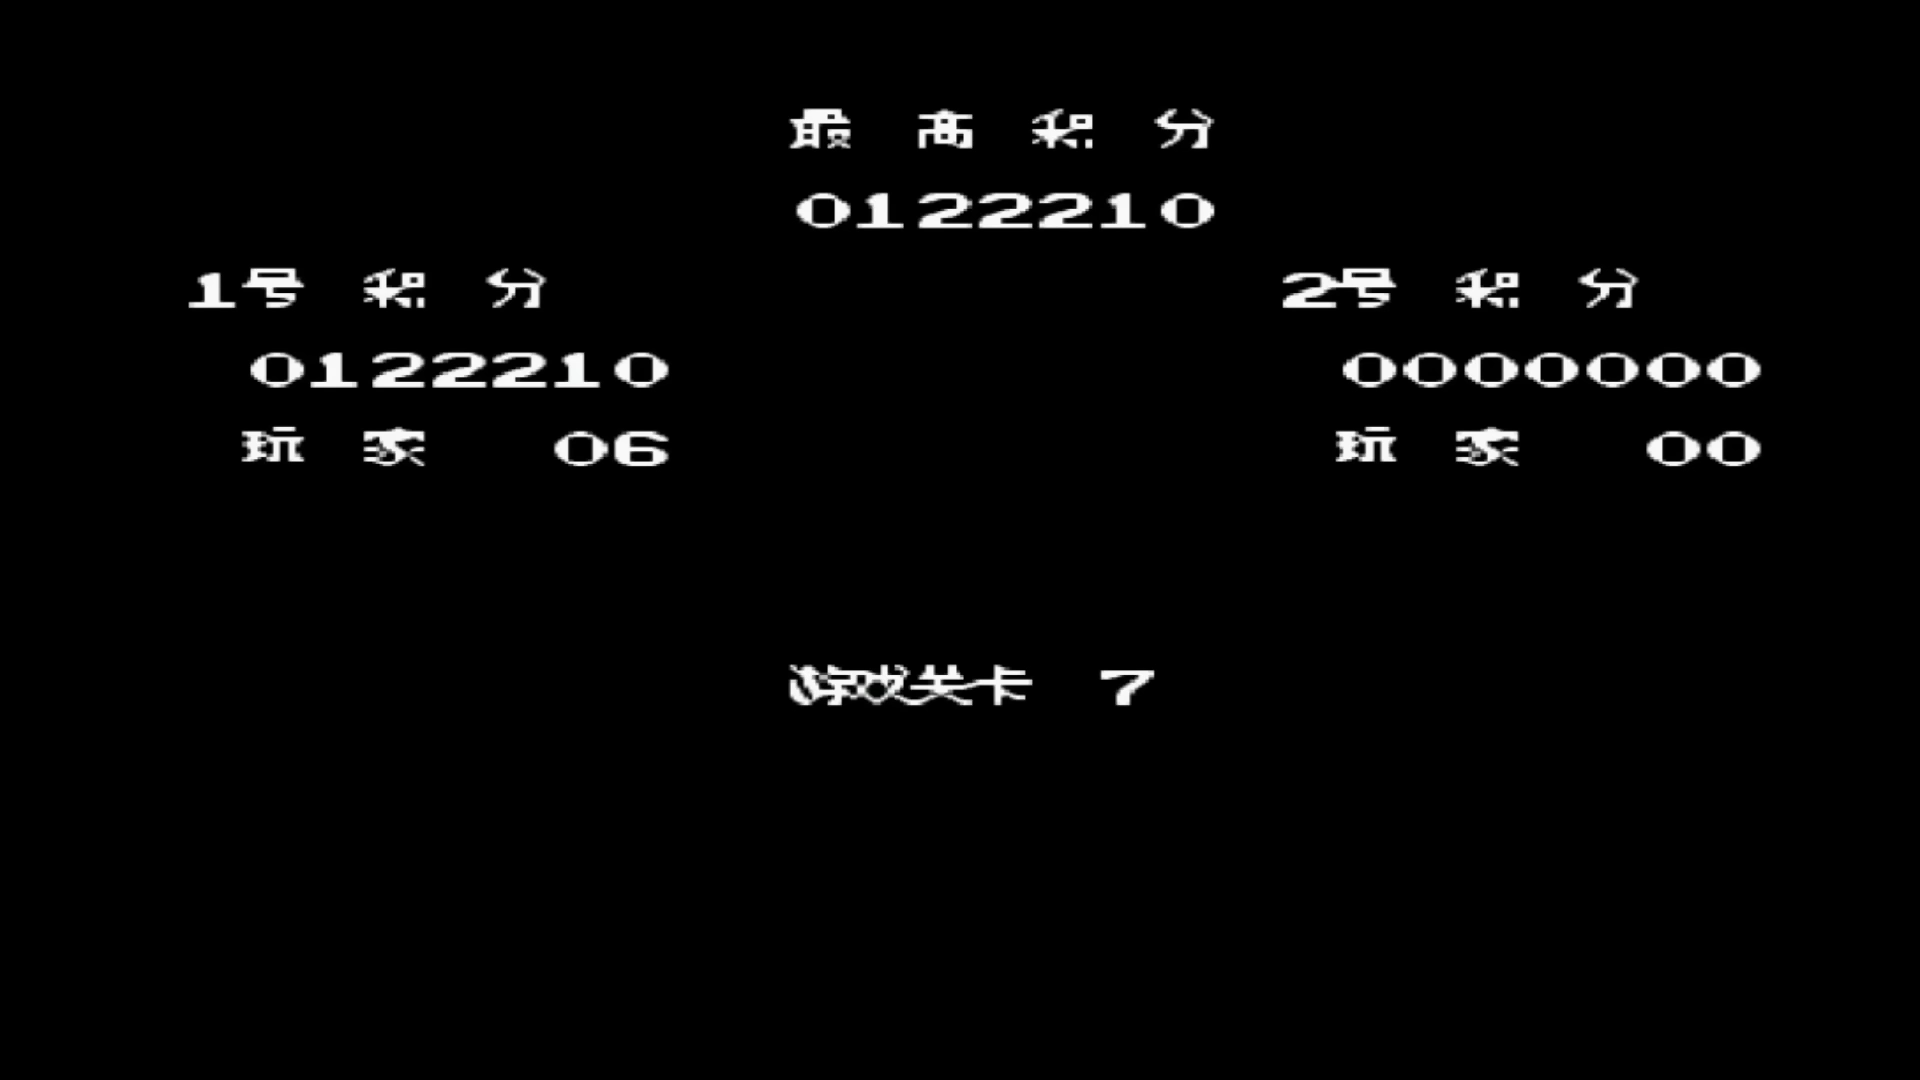 最高积分
0122210
1号积分 2号积分
0122210 0000000
玩家 06 玩家 00
游戏关卡 7